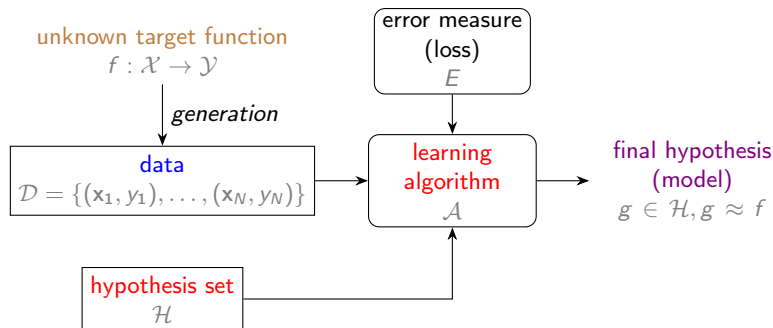 unknown target function
f : 𝒳 → 𝒴
generation
data
𝒟 = {(x₁, y₁), . . . , (x_N, y_N)}
error measure
(loss)
E
learning
algorithm
𝒜
final hypothesis
(model)
g ∈ ℋ, g ≈ f
hypothesis set
ℋ